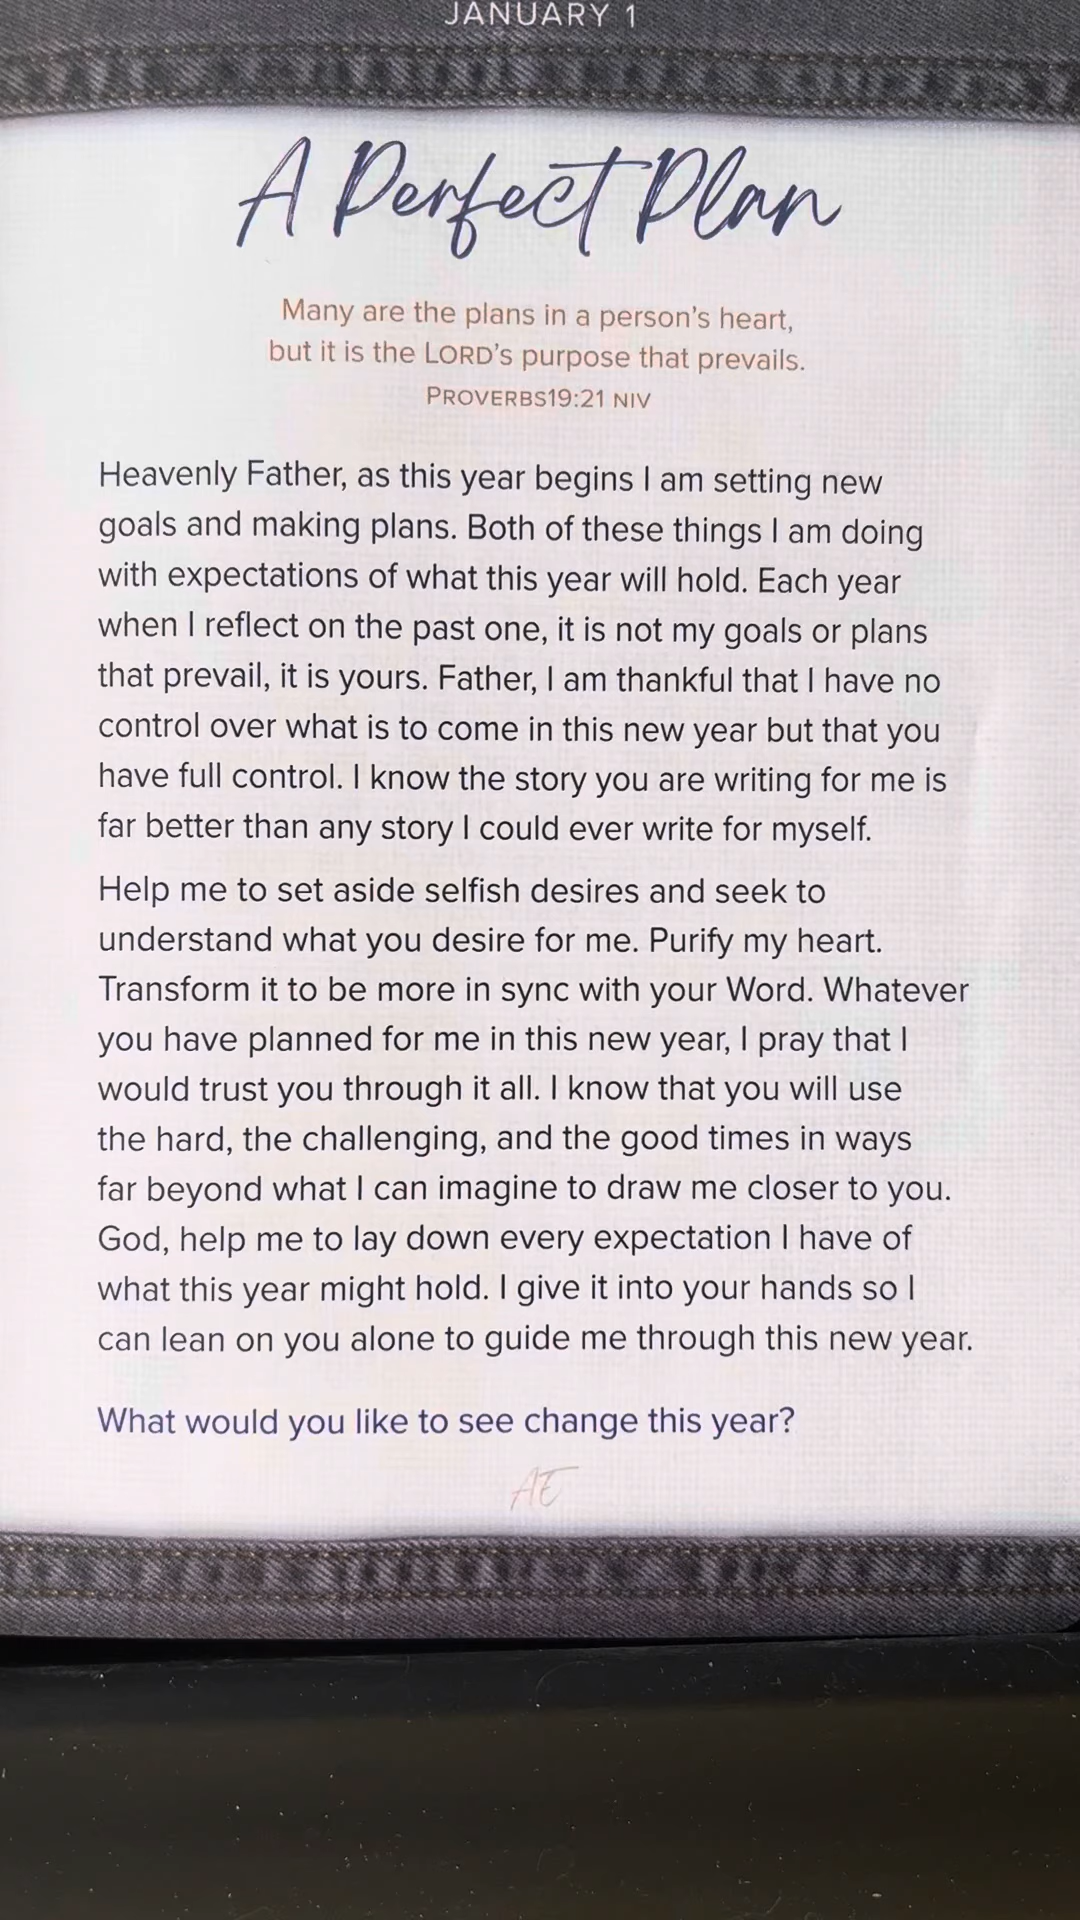 JANUARY 1
A Perfect Plan
Many are the plans in a person's heart,
but it is the LORD's purpose that prevails.
PROVERBS19:21 NIV
Heavenly Father, as this year begins I am setting new
goals and making plans. Both of these things I am doing
with expectations of what this year will hold. Each year
when I reflect on the past one, it is not my goals or plans
that prevail, it is yours. Father, I am thankful that I have no
control over what is to come in this new year but that you
have full control. I know the story you are writing for me is
far better than any story I could ever write for myself.
Help me to set aside selfish desires and seek to
understand what you desire for me. Purify my heart.
Transform it to be more in sync with your Word. Whatever
you have planned for me in this new year, I pray that I
would trust you through it all. I know that you will use
the hard, the challenging, and the good times in ways
far beyond what I can imagine to draw me closer to you.
God, help me to lay down every expectation I have of
what this year might hold. I give it into your hands so I
can lean on you alone to guide me through this new year.
What would you like to see change this year?
AE